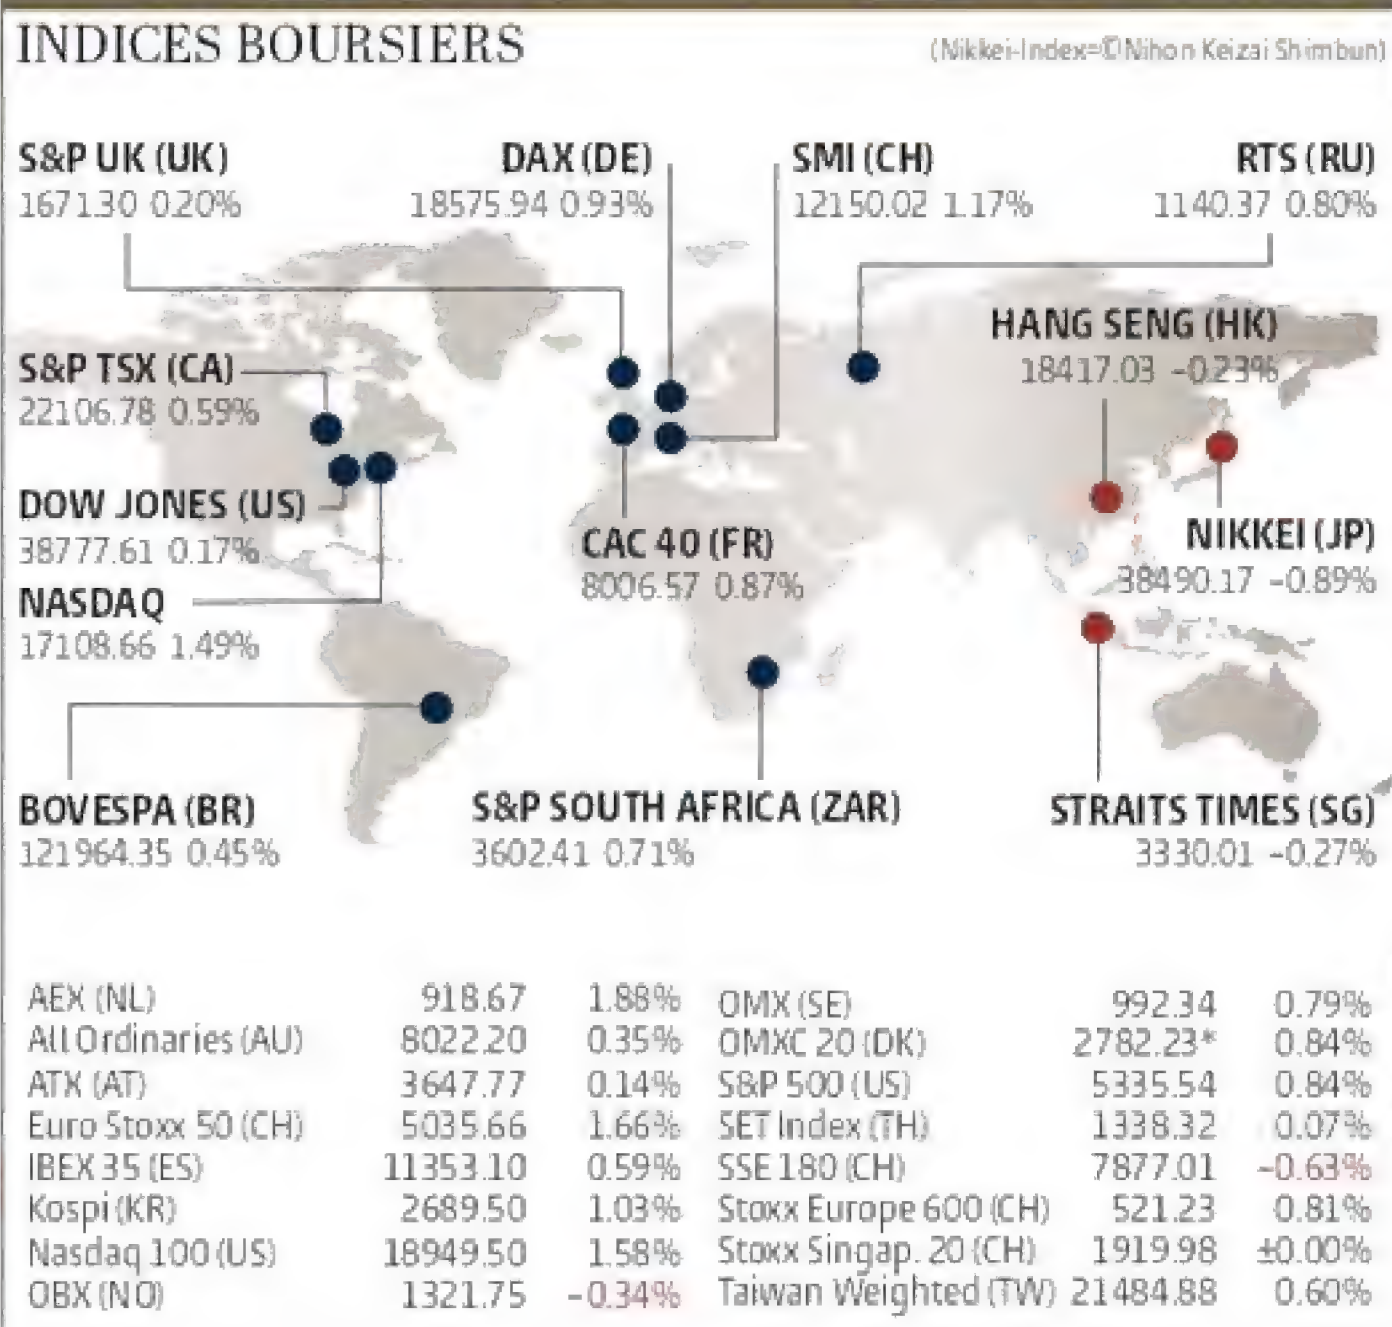 INDICES BOURSIERS
(Nikkei-Index=©Nihon Keizai Shimbun)
S&P UK (UK)
1671.30 0.20%
DAX (DE)
18575.94 0.93%
SMI (CH)
12150.02 1.17%
RTS (RU)
1140.37 0.80%
HANG SENG (HK)
18417.03 -0.23%
S&P TSX (CA)
22106.78 0.59%
DOW JONES (US)
38777.61 0.17%
CAC 40 (FR)
8006.57 0.87%
NIKKEI (JP)
38490.17 -0.89%
NASDAQ
17108.66 1.49%
BOVESPA (BR)
121964.35 0.45%
S&P SOUTH AFRICA (ZAR)
3602.41 0.71%
STRAITS TIMES (SG)
3330.01 -0.27%
AEX (NL) 918.67 1.88%
All Ordinaries (AU) 8022.20 0.35%
ATX (AT) 3647.77 0.14%
Euro Stoxx 50 (CH) 5035.66 1.66%
IBEX 35 (ES) 11353.10 0.59%
Kospi (KR) 2689.50 1.03%
Nasdaq 100 (US) 18949.50 1.58%
OBX (NO) 1321.75 -0.34%
OMX (SE) 992.34 0.79%
OMXC 20 (DK) 2782.23* 0.84%
S&P 500 (US) 5335.54 0.84%
SET Index (TH) 1338.32 0.07%
SSE 180 (CH) 7877.01 -0.63%
Stoxx Europe 600 (CH) 521.23 0.81%
Stoxx Singap. 20 (CH) 1919.98 ±0.00%
Taiwan Weighted (TW) 21484.88 0.60%